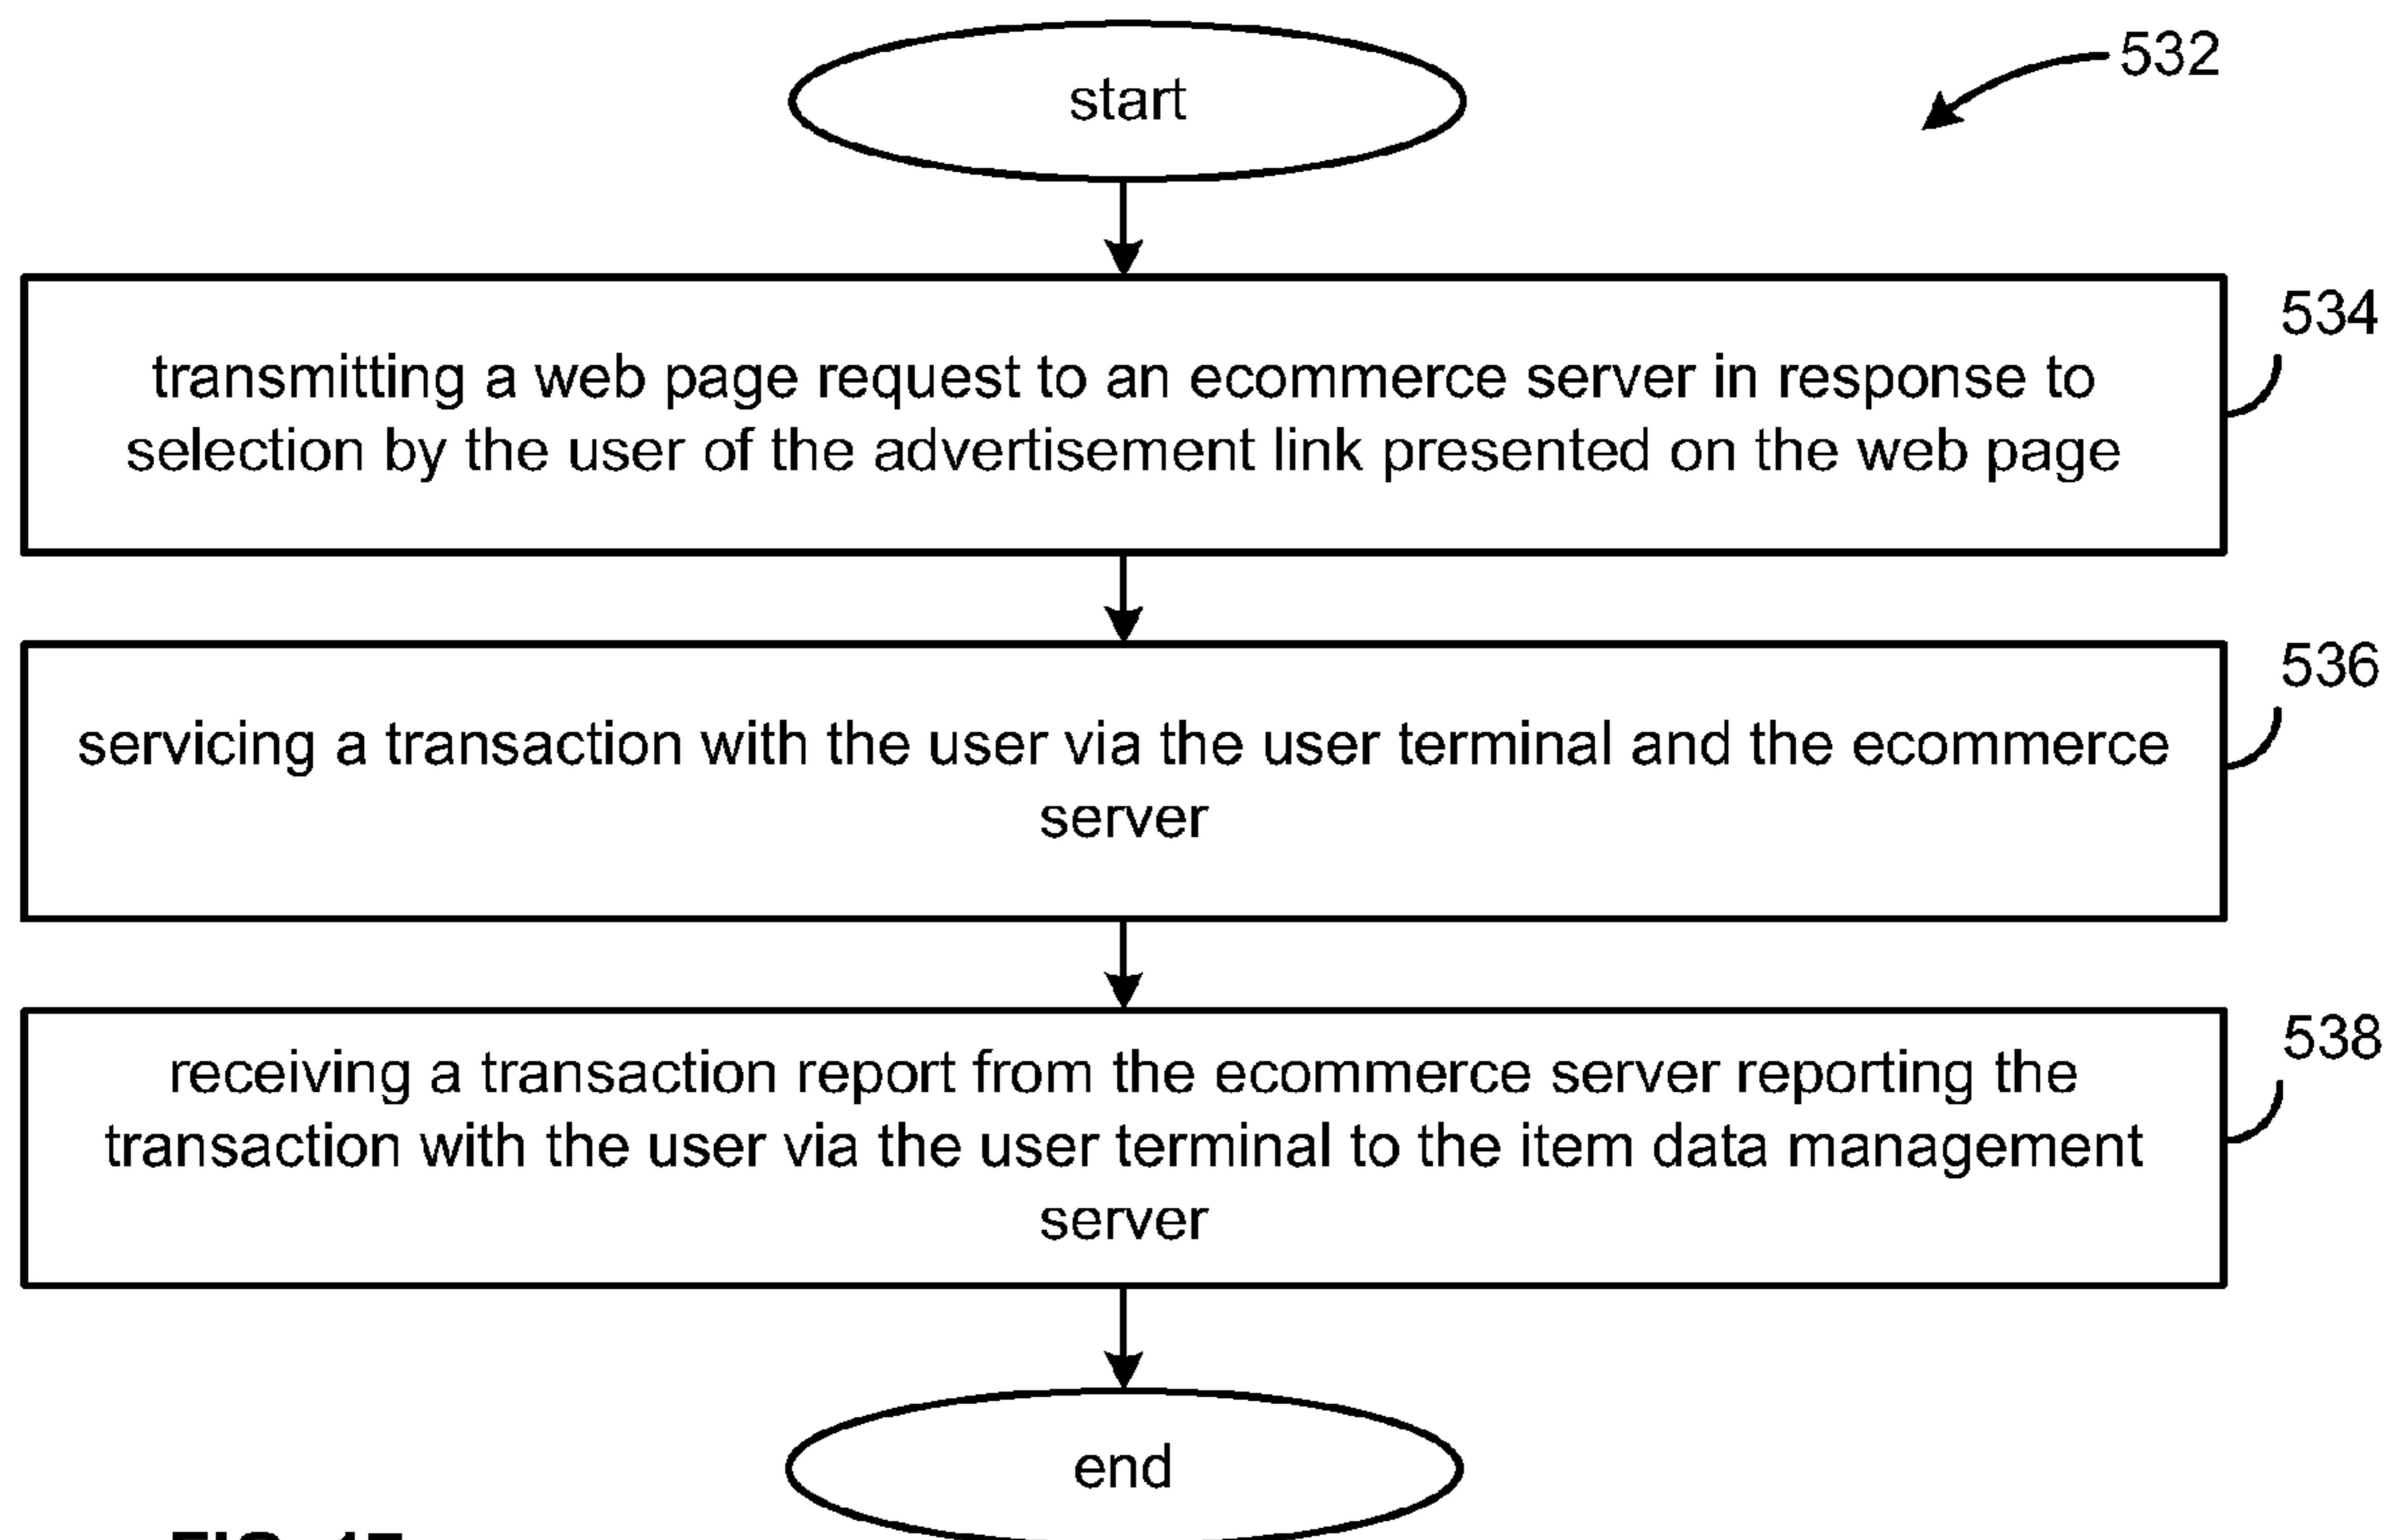 start
532
534
transmitting a web page request to an ecommerce server in response to
selection by the user of the advertisement link presented on the web page
536
servicing a transaction with the user via the user terminal and the ecommerce
server
538
receiving a transaction report from the ecommerce server reporting the
transaction with the user via the user terminal to the item data management
server
end